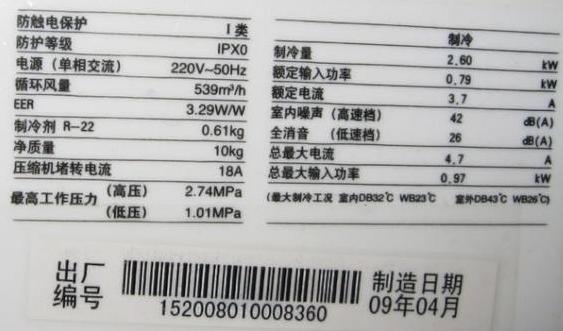 防触电保护 I类
防护等级 IPX0
电源（单相交流） 220V~50Hz
循环风量 539m³/h
EER 3.29W/W
制冷剂 R-22 0.61kg
净质量 10kg
压缩机堵转电流 18A
最高工作压力 （高压） 2.74MPa
（低压） 1.01MPa
制冷
制冷量 2.60 kW
额定输入功率 0.79 kW
额定电流 3.7 A
室内噪声（高速档） 42 dB(A)
全消音 （低速档） 26 dB(A)
总最大电流 4.7 A
总最大输入功率 0.97 kW
(最大制冷工况 室内DB32℃ WB23℃ 室外DB43℃ WB26℃)
出厂编号
152008010008360
制造日期
09年04月